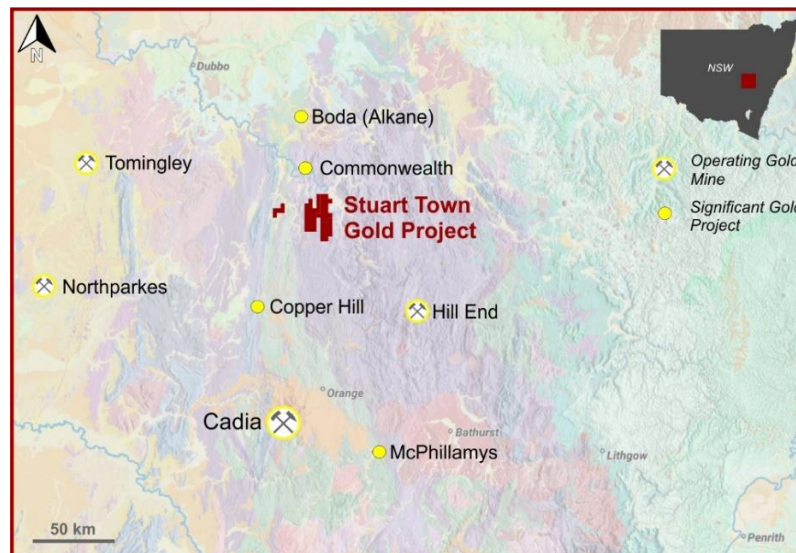 N
Dubbo
NSW
Boda (Alkane)
Tomingley
Commonwealth
Operating Gold
Mine
Stuart Town
Gold Project
Significant Gold
Project
Northparkes
Copper Hill
Hill End
Orange
Cadia
Bathurst
McPhillamys
Lithgow
50 km
Penrith